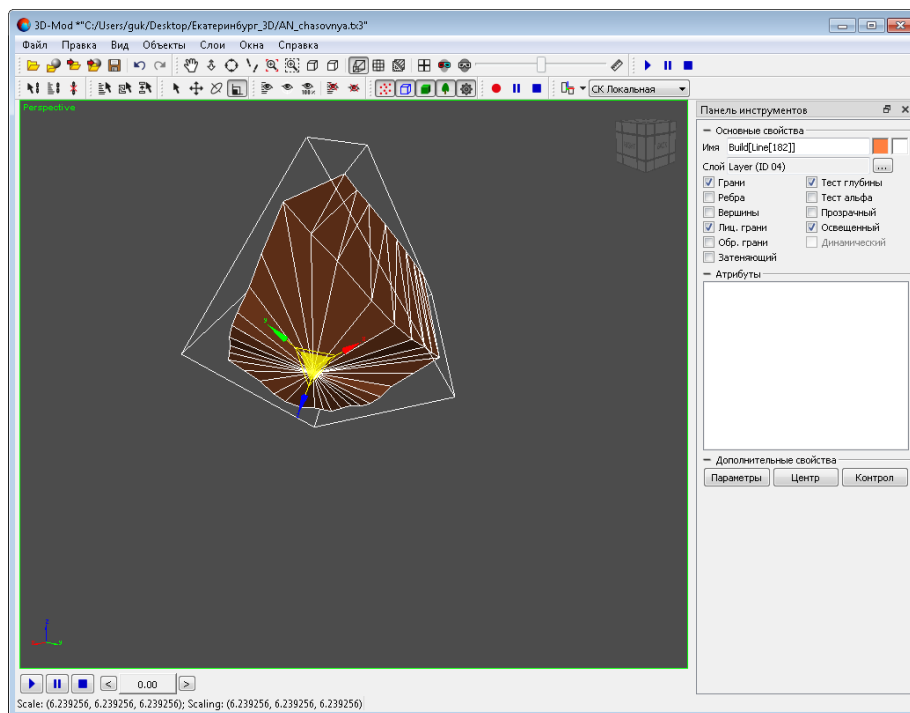 3D-Mod *"C:/Users/guk/Desktop/Екатеринбург_3D/AN_chasovnya.tx3"
Файл Правка Вид Объекты Слои Окна Справка
СК Локальная
Perspective
Панель инструментов
Основные свойства
Имя Build[Line[182]]
Слой Layer (ID 04) ...
Грани Тест глубины
Ребра Тест альфа
Вершины Прозрачный
Лиц. грани Освещенный
Обр. грани Динамический
Затеняющий
Атрибуты
Дополнительные свойства
Параметры Центр Контрол
z
y
< 0.00 >
Scale: (6.239256, 6.239256, 6.239256); Scaling: (6.239256, 6.239256, 6.239256)